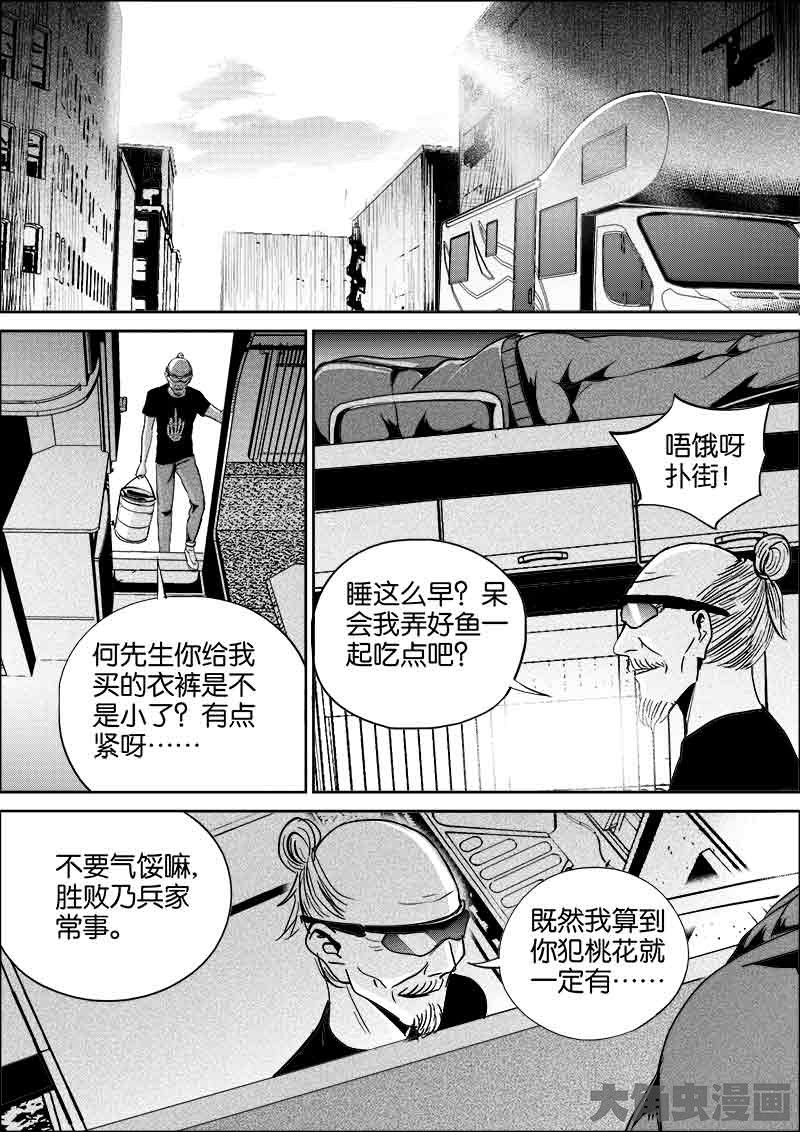 何先生你给我
买的衣裤是不
是小了？有点
紧呀……
唔饿呀
扑街！
睡这么早？呆
会我弄好鱼一
起吃点吧？
不要气馁嘛，
胜败乃兵家
常事。
既然我算到
你犯桃花就
一定有……
大角虫漫画